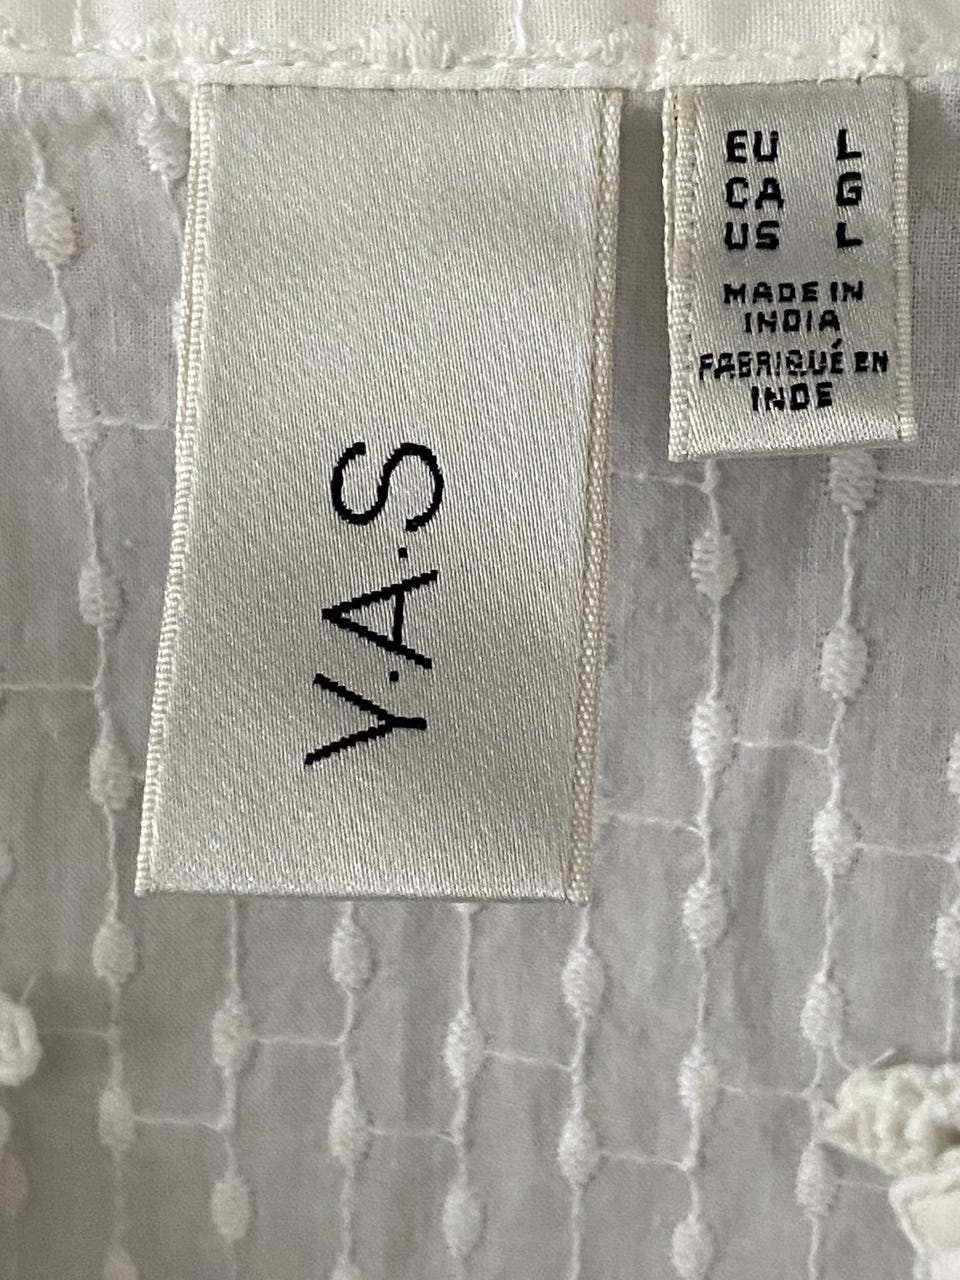 Y.A.S
EU L
CA G
US L
MADE IN
INDIA
FABRIQUÉ EN
INDE